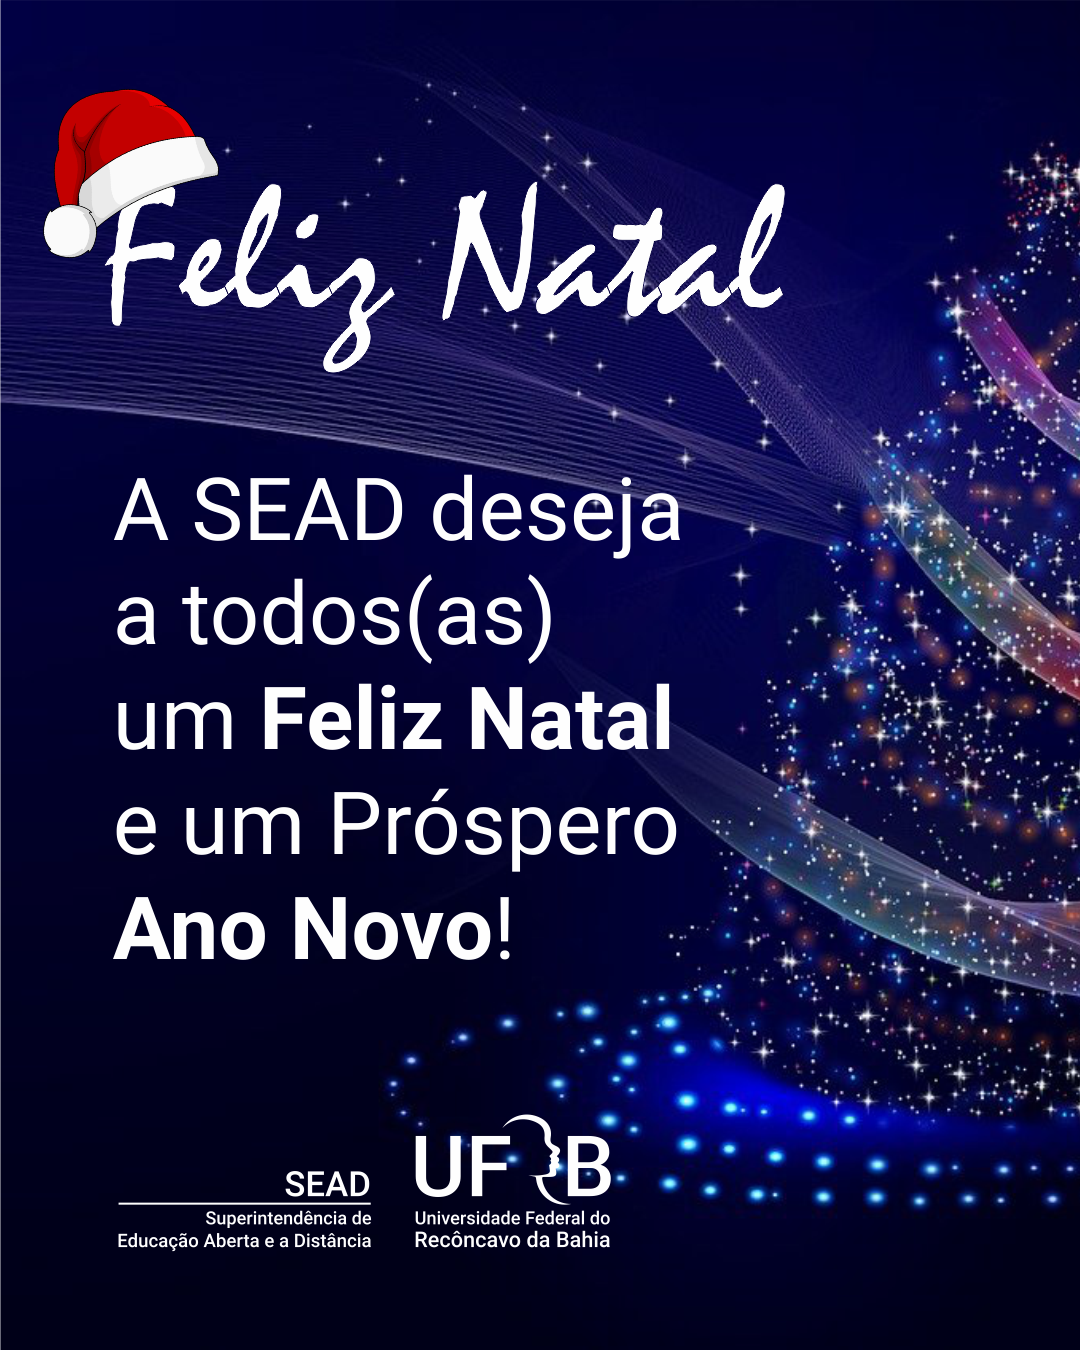 Feliz Natal
A SEAD deseja
a todos(as)
um Feliz Natal
e um Próspero
Ano Novo!
SEAD
Superintendência de
Educação Aberta e a Distância
UFRB
Universidade Federal do
Recôncavo da Bahia